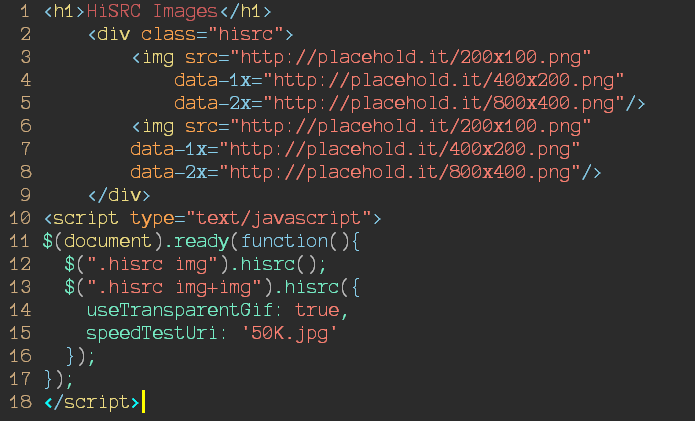 1 <h1>HiSRC Images</h1>
2     <div class="hisrc">
3         <img src="http://placehold.it/200x100.png"
4             data-1x="http://placehold.it/400x200.png"
5             data-2x="http://placehold.it/800x400.png"/>
6         <img src="http://placehold.it/200x100.png"
7         data-1x="http://placehold.it/400x200.png"
8         data-2x="http://placehold.it/800x400.png"/>
9     </div>
10 <script type="text/javascript">
11 $(document).ready(function(){
12   $(".hisrc img").hisrc();
13   $(".hisrc img+img").hisrc({
14     useTransparentGif: true,
15     speedTestUri: '50K.jpg'
16   });
17 });
18 </script>